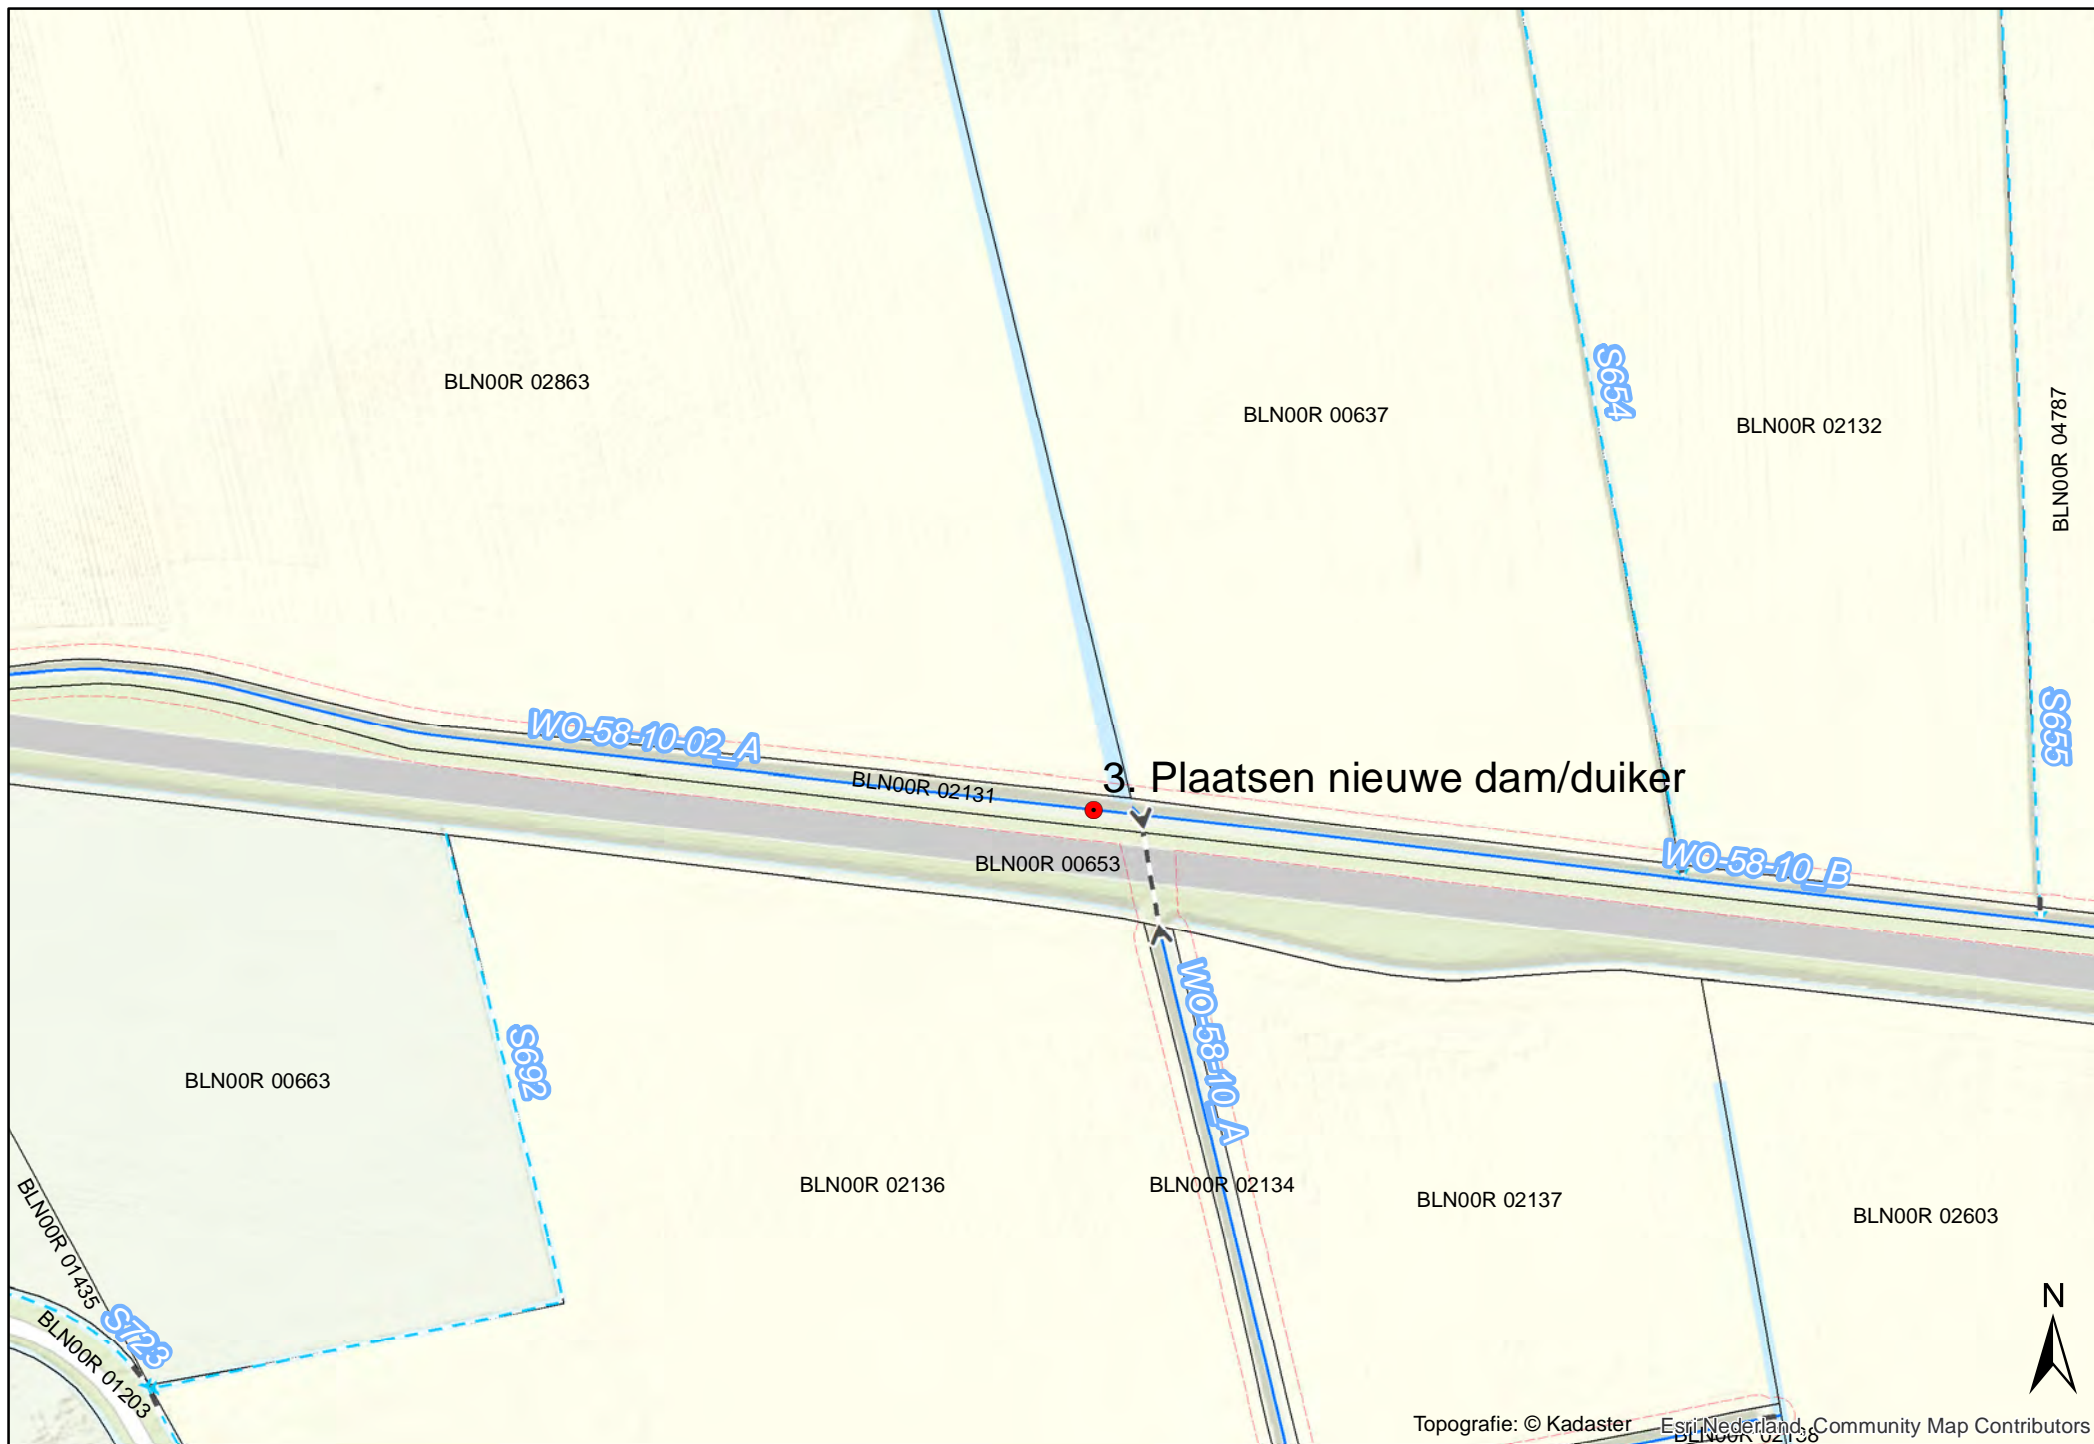 BLN00R 02863
BLN00R 00637
S654
BLN00R 02132
BLN00R 04787
S655
WO-58-10-02_A
BLN00R 02131
3. Plaatsen nieuwe dam/duiker
BLN00R 00653
WO-58-10_B
WO-58-10_A
S692
BLN00R 00663
BLN00R 02136
BLN00R 02134
BLN00R 02137
BLN00R 02603
BLN00R 01435
S723
BLN00R 01203
N
Topografie: © Kadaster
Esri Nederland, Community Map Contributors
BLN00R 02138